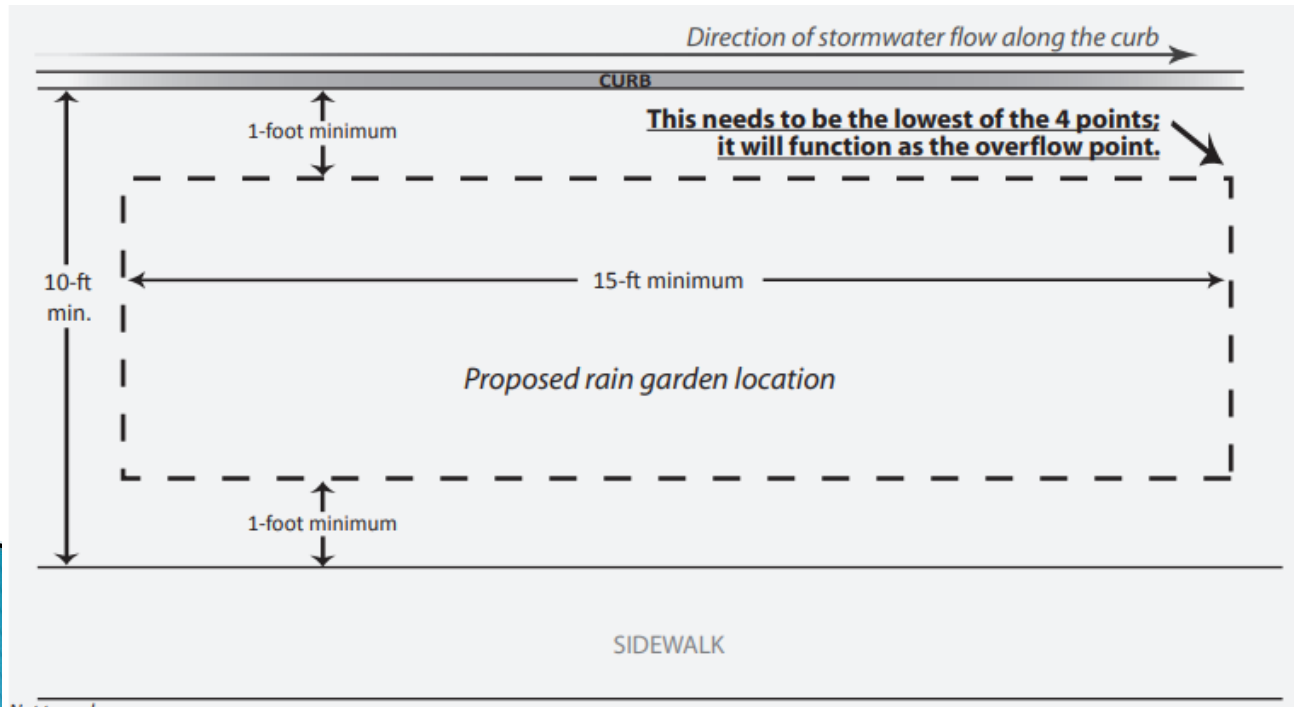 Direction of stormwater flow along the curb
CURB
1-foot minimum
This needs to be the lowest of the 4 points;
it will function as the overflow point.
10-ft
min.
15-ft minimum
Proposed rain garden location
1-foot minimum
SIDEWALK